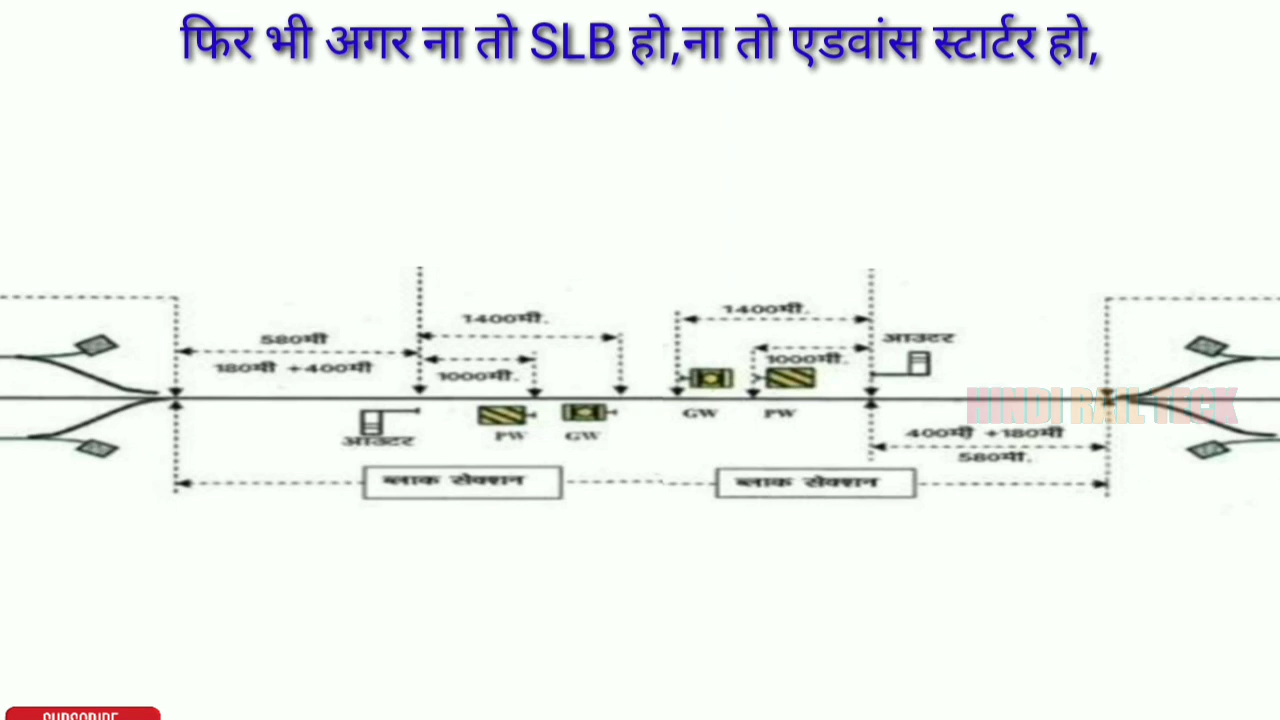 फिर भी अगर ना तो SLB हो,ना तो एडवांस स्टार्टर हो,
1400मी.
1400मी.
580मी
आउटर
180मी +400मी
1000मी.
1000मी.
GW
PW
HINDI RAIL TECK
आउटर
PW
GW
400मी +180मी
580मी.
ब्लाक सेक्शन
ब्लाक सेक्शन
SUBSCRIBE